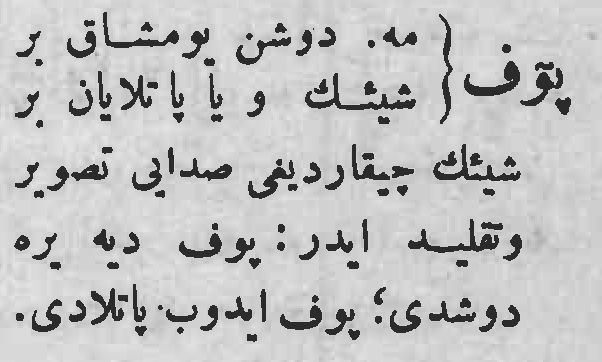 پوف { مه. دوشن یومشاق بر
شیئك و یا پاتلایان بر
شیئك چیقاردیغی صدایی تصویر
وتقلید ایدر: پوف دیه یره
دوشدی؛ پوف ایدوب پاتلادی.